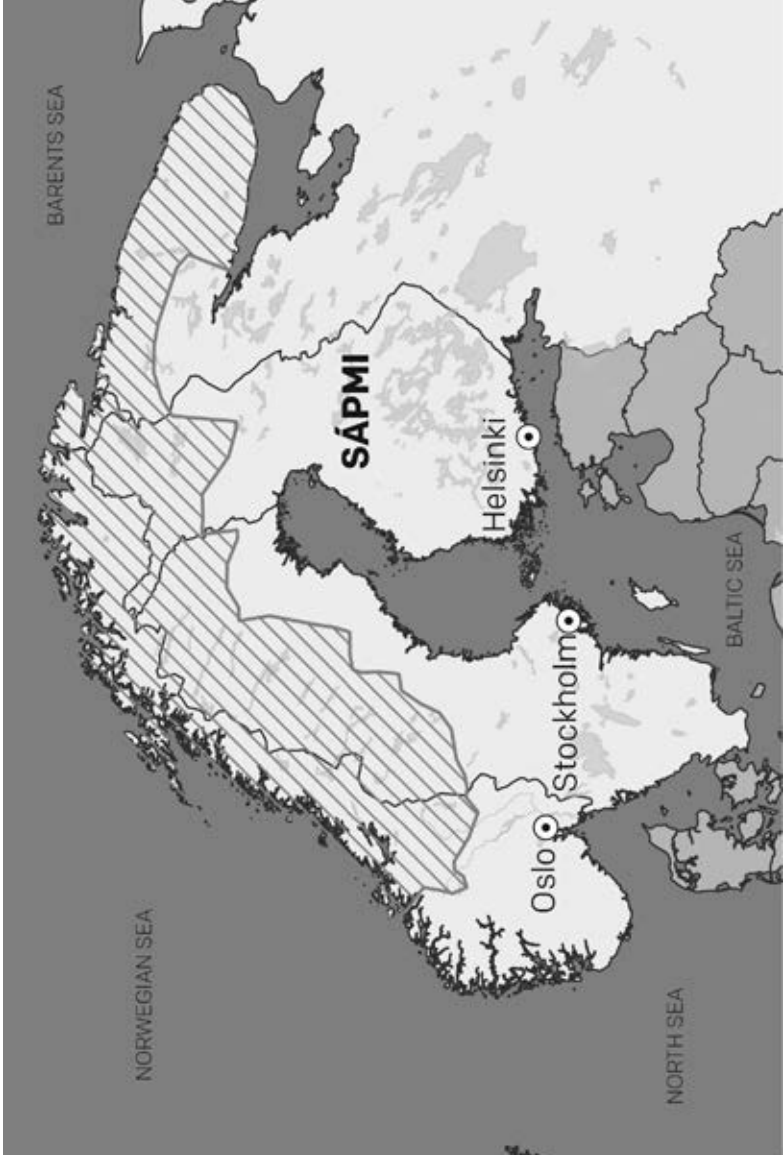 BARENTS SEA
SÁPMI
NORWEGIAN SEA
Helsinki
Stockholm
Oslo
BALTIC SEA
NORTH SEA